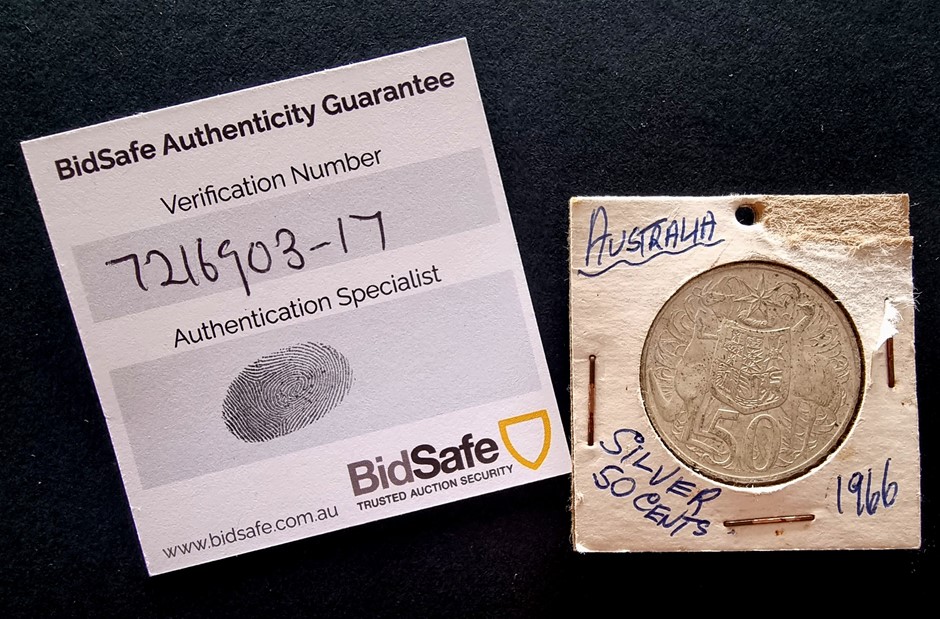 BidSafe Authenticity Guarantee
Verification Number
7216903-17
Authentication Specialist
BidSafe
TRUSTED AUCTION SECURITY
www.bidsafe.com.au
AUSTRALIA
50
SILVER
50 CENTS
1966